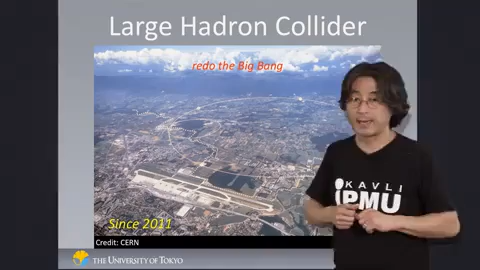 Large Hadron Collider
redo the Big Bang
KAVLI
IPMU
Since 2011
Credit: CERN
THE UNIVERSITY OF TOKYO